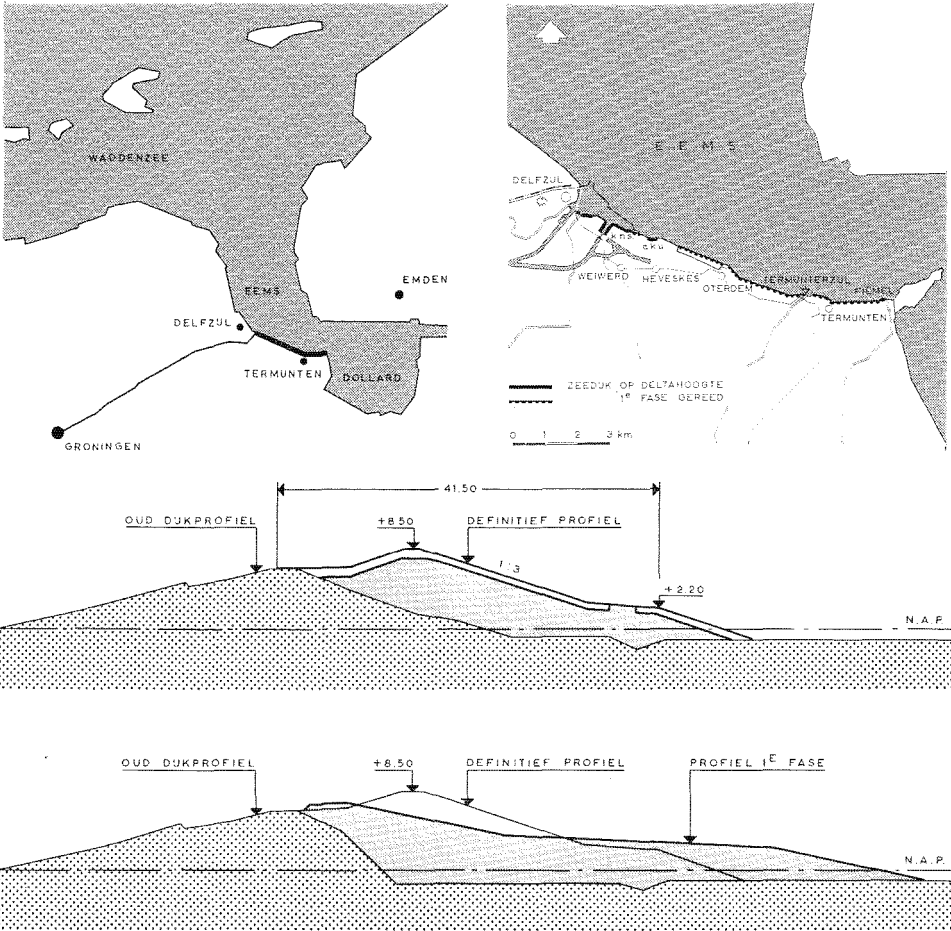 WADDENZEE
EEMS
EMDEN
DELFZIJL
TERMUNTEN
DOLLARD
GRONINGEN
EEMS
DELFZIJL
WEIWERD
HEVESKES
OTERDEM
TERMUNTERZIJL
FIEMEL
TERMUNTEN
ZEEDIJK OP DELTAHOOGTE
1e FASE GEREED
0 1 2 3 km
41.50
OUD DIJKPROFIEL
+8.50
DEFINITIEF PROFIEL
1:3
+2.20
N.A.P.
OUD DIJKPROFIEL
+8.50
DEFINITIEF PROFIEL
PROFIEL 1E FASE
N.A.P.